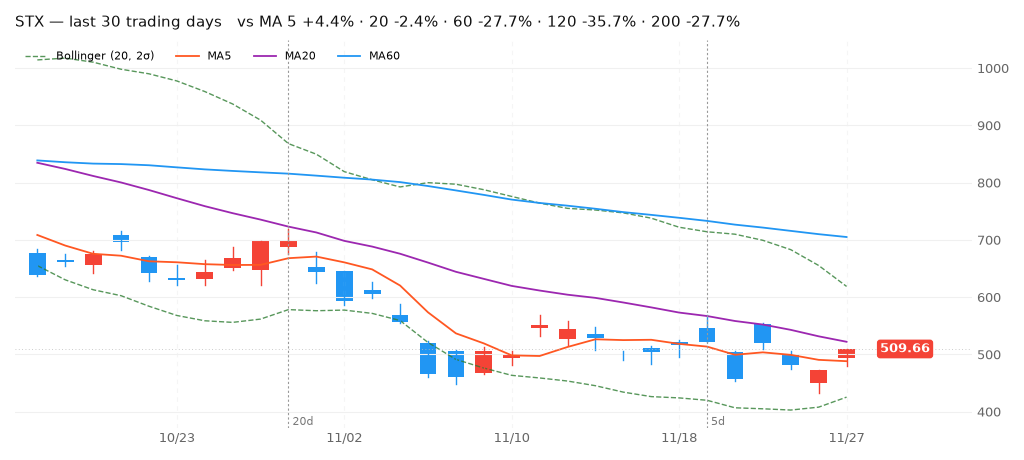 STX — last 30 trading days   vs MA 5 +4.4% · 20 -2.4% · 60 -27.7% · 120 -35.7% · 200 -27.7%
Bollinger (20, 2σ)   MA5   MA20   MA60
1000
900
800
700
600
509.66
500
400
20d   5d
10/23   11/02   11/10   11/18   11/27